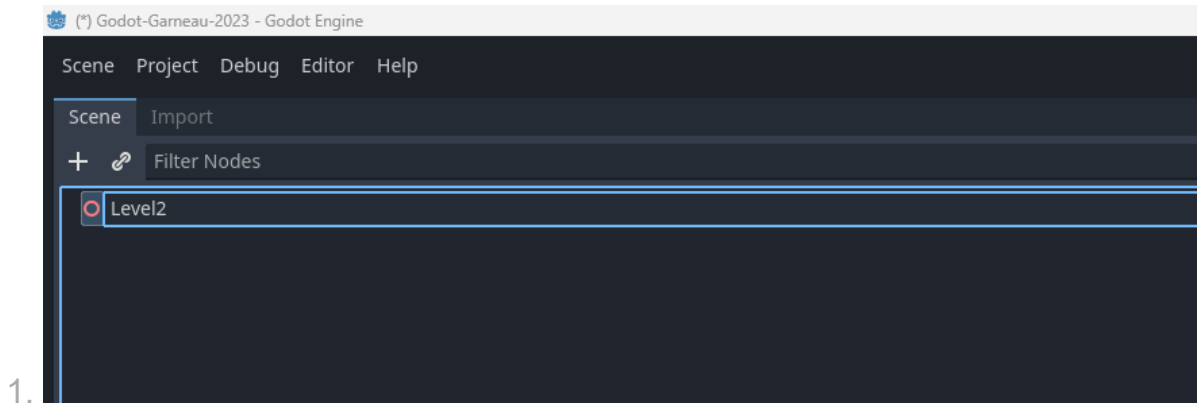 (*) Godot-Garneau-2023 - Godot Engine
Scene Project Debug Editor Help
Scene Import
Filter Nodes
Level2
1.